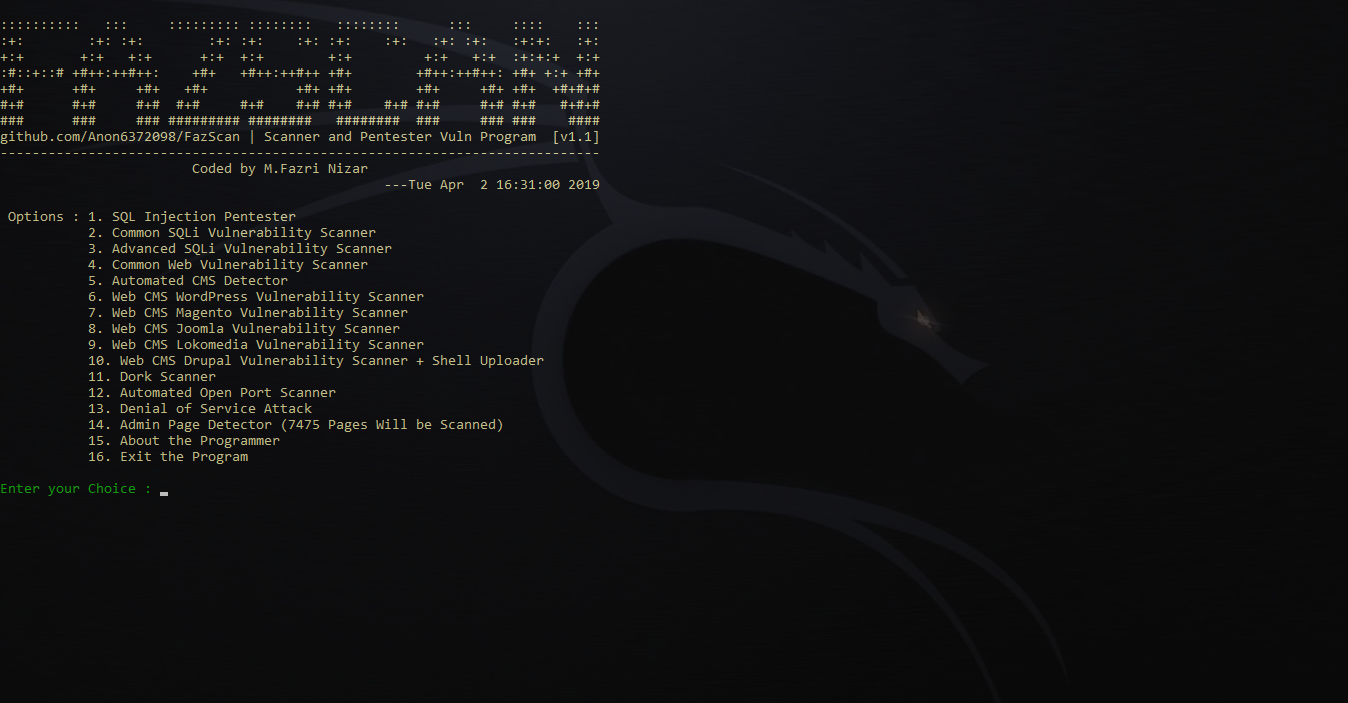 github.com/Anon6372098/FazScan | Scanner and Pentester Vuln Program  [v1.1]
---------------------------------------------------------------------------
Coded by M.Fazri Nizar
---Tue Apr  2 16:31:00 2019
Options : 1. SQL Injection Pentester
2. Common SQLi Vulnerability Scanner
3. Advanced SQLi Vulnerability Scanner
4. Common Web Vulnerability Scanner
5. Automated CMS Detector
6. Web CMS WordPress Vulnerability Scanner
7. Web CMS Magento Vulnerability Scanner
8. Web CMS Joomla Vulnerability Scanner
9. Web CMS Lokomedia Vulnerability Scanner
10. Web CMS Drupal Vulnerability Scanner + Shell Uploader
11. Dork Scanner
12. Automated Open Port Scanner
13. Denial of Service Attack
14. Admin Page Detector (7475 Pages Will be Scanned)
15. About the Programmer
16. Exit the Program
Enter your Choice :